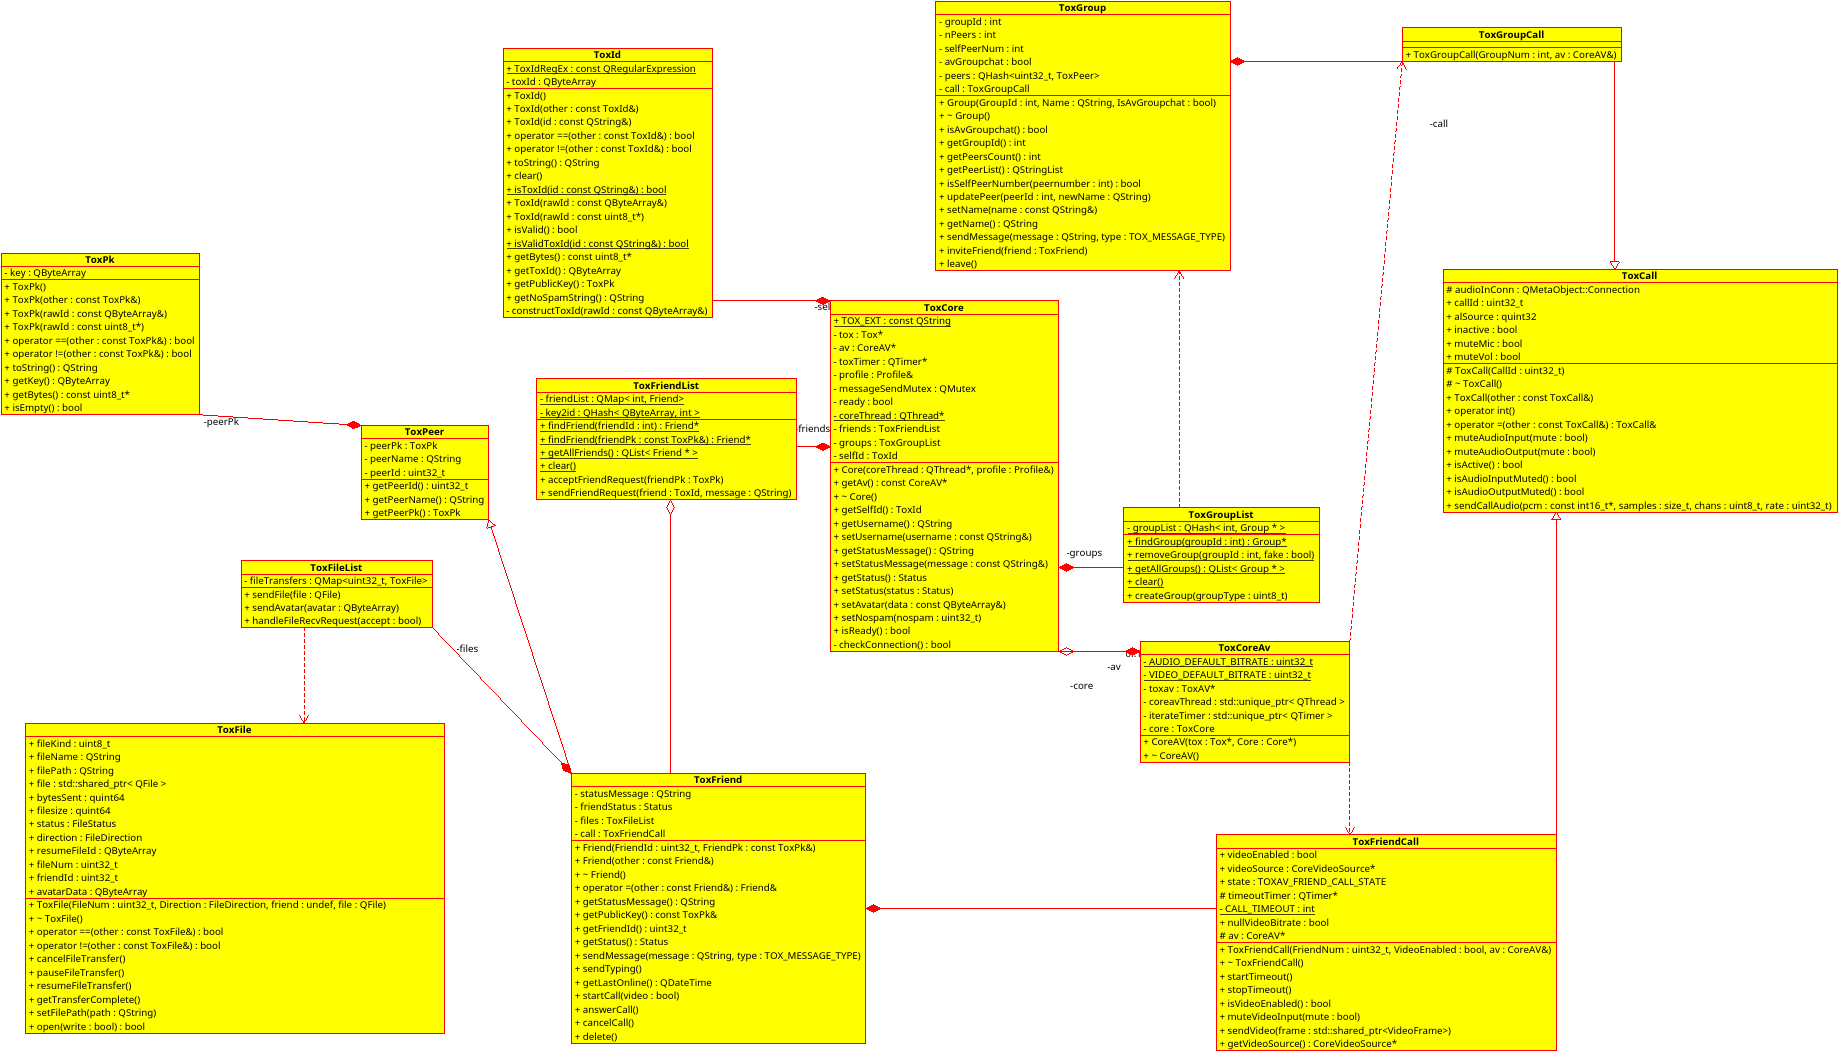 ToxGroup
- groupId : int
- nPeers : int
- selfPeerNum : int
- avGroupchat : bool
- peers : QHash<uint32_t, ToxPeer>
- call : ToxGroupCall
+ Group(GroupId : int, Name : QString, IsAvGroupchat : bool)
+ ~ Group()
+ isAvGroupchat() : bool
+ getGroupId() : int
+ getPeersCount() : int
+ getPeerList() : QStringList
+ isSelfPeerNumber(peernumber : int) : bool
+ updatePeer(peerId : int, newName : QString)
+ setName(name : const QString&)
+ getName() : QString
+ sendMessage(message : QString, type : TOX_MESSAGE_TYPE)
+ inviteFriend(friend : ToxFriend)
+ leave()
ToxGroupCall
+ ToxGroupCall(GroupNum : int, av : CoreAV&)
-call
ToxId
+ ToxIdRegEx : const QRegularExpression
- toxId : QByteArray
+ ToxId()
+ ToxId(other : const ToxId&)
+ ToxId(id : const QString&)
+ operator ==(other : const ToxId&) : bool
+ operator !=(other : const ToxId&) : bool
+ toString() : QString
+ clear()
+ isToxId(id : const QString&) : bool
+ ToxId(rawId : const QByteArray&)
+ ToxId(rawId : const uint8_t*)
+ isValid() : bool
+ isValidToxId(id : const QString&) : bool
+ getBytes() : const uint8_t*
+ getToxId() : QByteArray
+ getPublicKey() : ToxPk
+ getNoSpamString() : QString
- constructToxId(rawId : const QByteArray&)
ToxPk
- key : QByteArray
+ ToxPk()
+ ToxPk(other : const ToxPk&)
+ ToxPk(rawId : const QByteArray&)
+ ToxPk(rawId : const uint8_t*)
+ operator ==(other : const ToxPk&) : bool
+ operator !=(other : const ToxPk&) : bool
+ toString() : QString
+ getKey() : QByteArray
+ getBytes() : const uint8_t*
+ isEmpty() : bool
-peerPk
ToxCall
# audioInConn : QMetaObject::Connection
+ callId : uint32_t
+ alSource : quint32
+ inactive : bool
+ muteMic : bool
+ muteVol : bool
# ToxCall(CallId : uint32_t)
# ~ ToxCall()
+ ToxCall(other : const ToxCall&)
+ operator int()
+ operator =(other : const ToxCall&) : ToxCall&
+ muteAudioInput(mute : bool)
+ muteAudioOutput(mute : bool)
+ isActive() : bool
+ isAudioInputMuted() : bool
+ isAudioOutputMuted() : bool
+ sendCallAudio(pcm : const int16_t*, samples : size_t, chans : uint8_t, rate : uint32_t)
-sel
ToxCore
+ TOX_EXT : const QString
- tox : Tox*
- av : CoreAV*
- toxTimer : QTimer*
- profile : Profile&
- messageSendMutex : QMutex
- ready : bool
- coreThread : QThread*
- friends : ToxFriendList
- groups : ToxGroupList
- selfId : ToxId
+ Core(coreThread : QThread*, profile : Profile&)
+ getAv() : const CoreAV*
+ ~ Core()
+ getSelfId() : ToxId
+ getUsername() : QString
+ setUsername(username : const QString&)
+ getStatusMessage() : QString
+ setStatusMessage(message : const QString&)
+ getStatus() : Status
+ setStatus(status : Status)
+ setAvatar(data : const QByteArray&)
+ setNospam(nospam : uint32_t)
+ isReady() : bool
- checkConnection() : bool
ToxFriendList
- friendList : QMap< int, Friend>
- key2id : QHash< QByteArray, int >
+ findFriend(friendId : int) : Friend*
+ findFriend(friendPk : const ToxPk&) : Friend*
+ getAllFriends() : QList< Friend * >
+ clear()
+ acceptFriendRequest(friendPk : ToxPk)
+ sendFriendRequest(friend : ToxId, message : QString)
-friends
ToxPeer
- peerPk : ToxPk
- peerName : QString
- peerId : uint32_t
+ getPeerId() : uint32_t
+ getPeerName() : QString
+ getPeerPk() : ToxPk
ToxGroupList
- groupList : QHash< int, Group * >
+ findGroup(groupId : int) : Group*
+ removeGroup(groupId : int, fake : bool)
+ getAllGroups() : QList< Group * >
+ clear()
+ createGroup(groupType : uint8_t)
-groups
ToxFileList
- fileTransfers : QMap<uint32_t, ToxFile>
+ sendFile(file : QFile)
+ sendAvatar(avatar : QByteArray)
+ handleFileRecvRequest(accept : bool)
-files
ToxCoreAv
- AUDIO_DEFAULT_BITRATE : uint32_t
- VIDEO_DEFAULT_BITRATE : uint32_t
- toxav : ToxAV*
- coreavThread : std::unique_ptr< QThread >
- iterateTimer : std::unique_ptr< QTimer >
- core : ToxCore
+ CoreAV(tox : Tox*, Core : Core*)
+ ~ CoreAV()
-av
-core
ToxFile
+ fileKind : uint8_t
+ fileName : QString
+ filePath : QString
+ file : std::shared_ptr< QFile >
+ bytesSent : quint64
+ filesize : quint64
+ status : FileStatus
+ direction : FileDirection
+ resumeFileId : QByteArray
+ fileNum : uint32_t
+ friendId : uint32_t
+ avatarData : QByteArray
+ ToxFile(FileNum : uint32_t, Direction : FileDirection, friend : undef, file : QFile)
+ ~ ToxFile()
+ operator ==(other : const ToxFile&) : bool
+ operator !=(other : const ToxFile&) : bool
+ cancelFileTransfer()
+ pauseFileTransfer()
+ resumeFileTransfer()
+ getTransferComplete()
+ setFilePath(path : QString)
+ open(write : bool) : bool
ToxFriend
- statusMessage : QString
- friendStatus : Status
- files : ToxFileList
- call : ToxFriendCall
+ Friend(FriendId : uint32_t, FriendPk : const ToxPk&)
+ Friend(other : const Friend&)
+ ~ Friend()
+ operator =(other : const Friend&) : Friend&
+ getStatusMessage() : QString
+ getPublicKey() : const ToxPk&
+ getFriendId() : uint32_t
+ getStatus() : Status
+ sendMessage(message : QString, type : TOX_MESSAGE_TYPE)
+ sendTyping()
+ getLastOnline() : QDateTime
+ startCall(video : bool)
+ answerCall()
+ cancelCall()
+ delete()
ToxFriendCall
+ videoEnabled : bool
+ videoSource : CoreVideoSource*
+ state : TOXAV_FRIEND_CALL_STATE
# timeoutTimer : QTimer*
- CALL_TIMEOUT : int
+ nullVideoBitrate : bool
# av : CoreAV*
+ ToxFriendCall(FriendNum : uint32_t, VideoEnabled : bool, av : CoreAV&)
+ ~ ToxFriendCall()
+ startTimeout()
+ stopTimeout()
+ isVideoEnabled() : bool
+ muteVideoInput(mute : bool)
+ sendVideo(frame : std::shared_ptr<VideoFrame>)
+ getVideoSource() : CoreVideoSource*